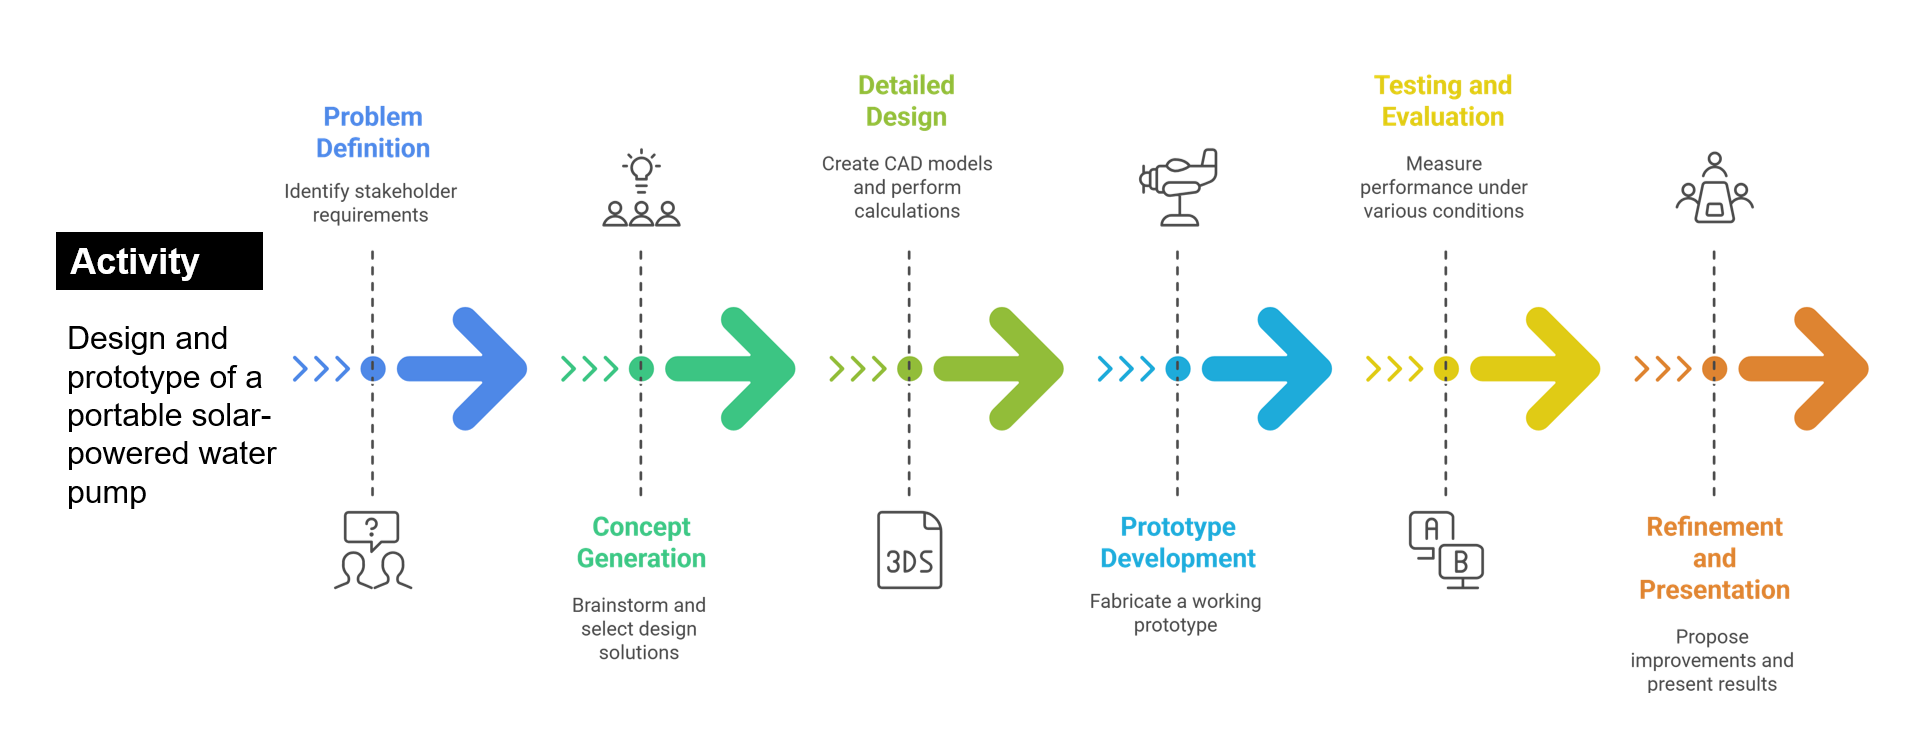 Activity
Design and
prototype of a
portable solar-
powered water
pump
Problem
Definition
Identify stakeholder
requirements
?
Concept
Generation
Brainstorm and
select design
solutions
Detailed
Design
Create CAD models
and perform
calculations
3DS
Prototype
Development
Fabricate a working
prototype
Testing and
Evaluation
Measure
performance under
various conditions
A
B
Refinement
and
Presentation
Propose
improvements and
present results